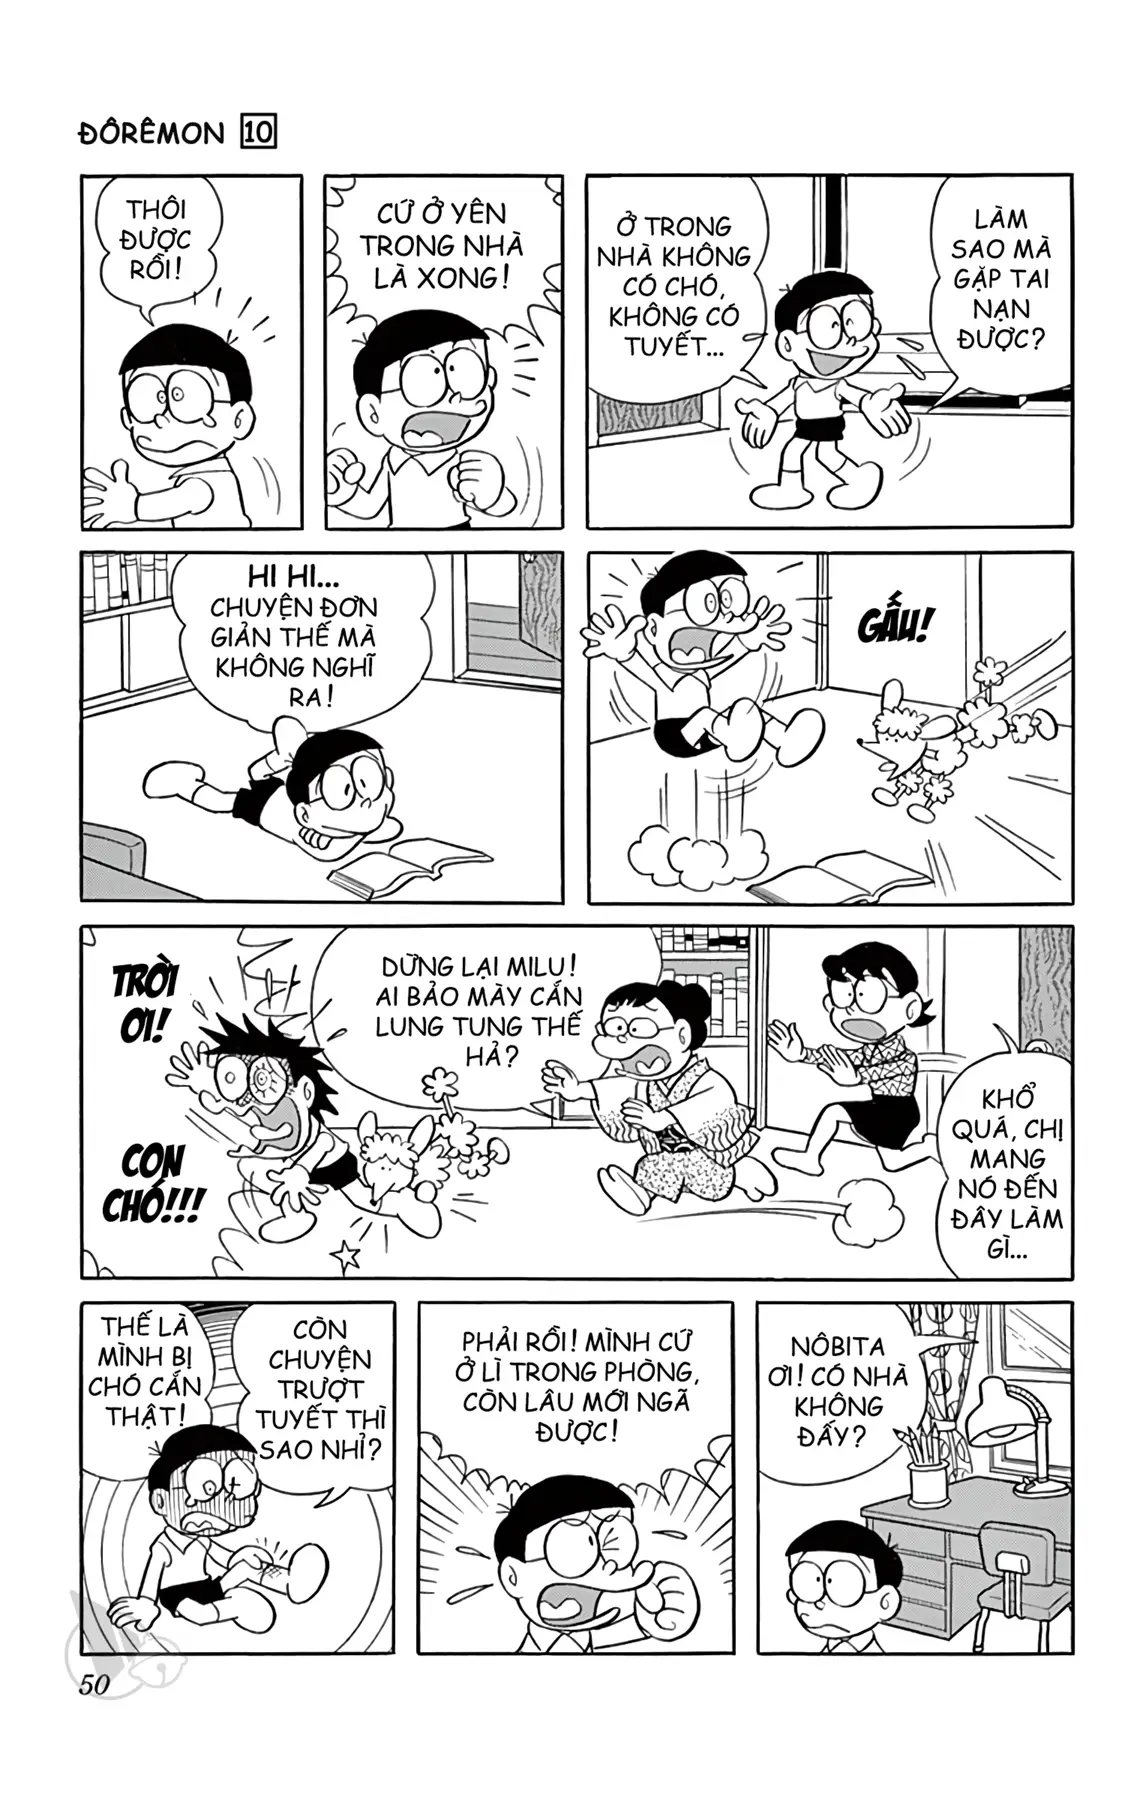 ĐÔRÊMON 10
THÔI
ĐƯỢC
RỒI!
CỨ Ở YÊN
TRONG NHÀ
LÀ XONG!
Ở TRONG
NHÀ KHÔNG
CÓ CHÓ,
KHÔNG CÓ
TUYẾT...
LÀM
SAO MÀ
GẶP TAI
NẠN
ĐƯỢC?
HI HI...
CHUYỆN ĐƠN
GIẢN THẾ MÀ
KHÔNG NGHĨ
RA!
GẤU!
TRỜI
ƠI!
CON
CHÓ!!!
DỪNG LẠI MILU!
AI BẢO MÀY CẮN
LUNG TUNG THẾ
HẢ?
KHỔ
QUÁ, CHỊ
MANG
NÓ ĐẾN
ĐÂY LÀM
GÌ...
THẾ LÀ
MÌNH BỊ
CHÓ CẮN
THẬT!
CÒN
CHUYỆN
TRƯỢT
TUYẾT THÌ
SAO NHỈ?
PHẢI RỒI! MÌNH CỨ
Ở LÌ TRONG PHÒNG,
CÒN LÂU MỚI NGÃ
ĐƯỢC!
NÔBITA
ƠI! CÓ NHÀ
KHÔNG
ĐẤY?
50